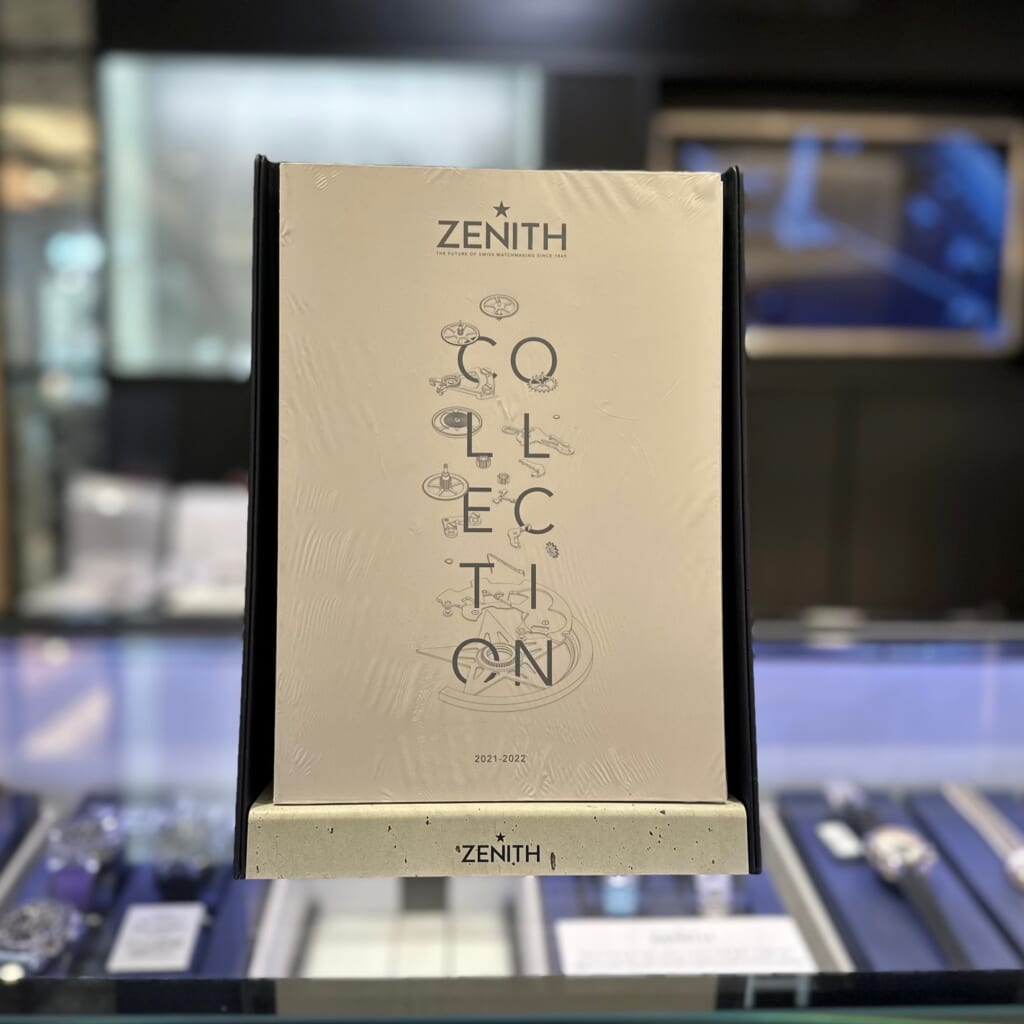 ZENITH
THE FUTURE OF SWISS WATCHMAKING SINCE 1865
CO
LL
EC
TI
ON
2021-2022
ZENITH